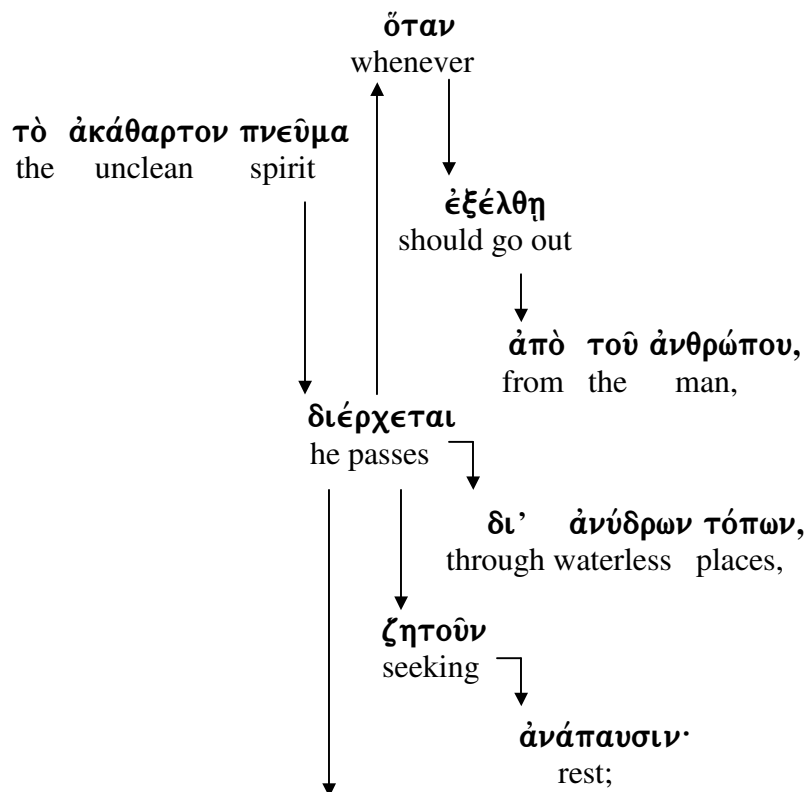 ὅταν
whenever
τὸ ἀκάθαρτον πνεῦμα
the unclean spirit
ἐξέλθῃ
should go out
ἀπὸ τοῦ ἀνθρώπου,
from the man,
διέρχεται
he passes
δι’ ἀνύδρων τόπων,
through waterless places,
ζητοῦν
seeking
ἀνάπαυσιν·
rest;